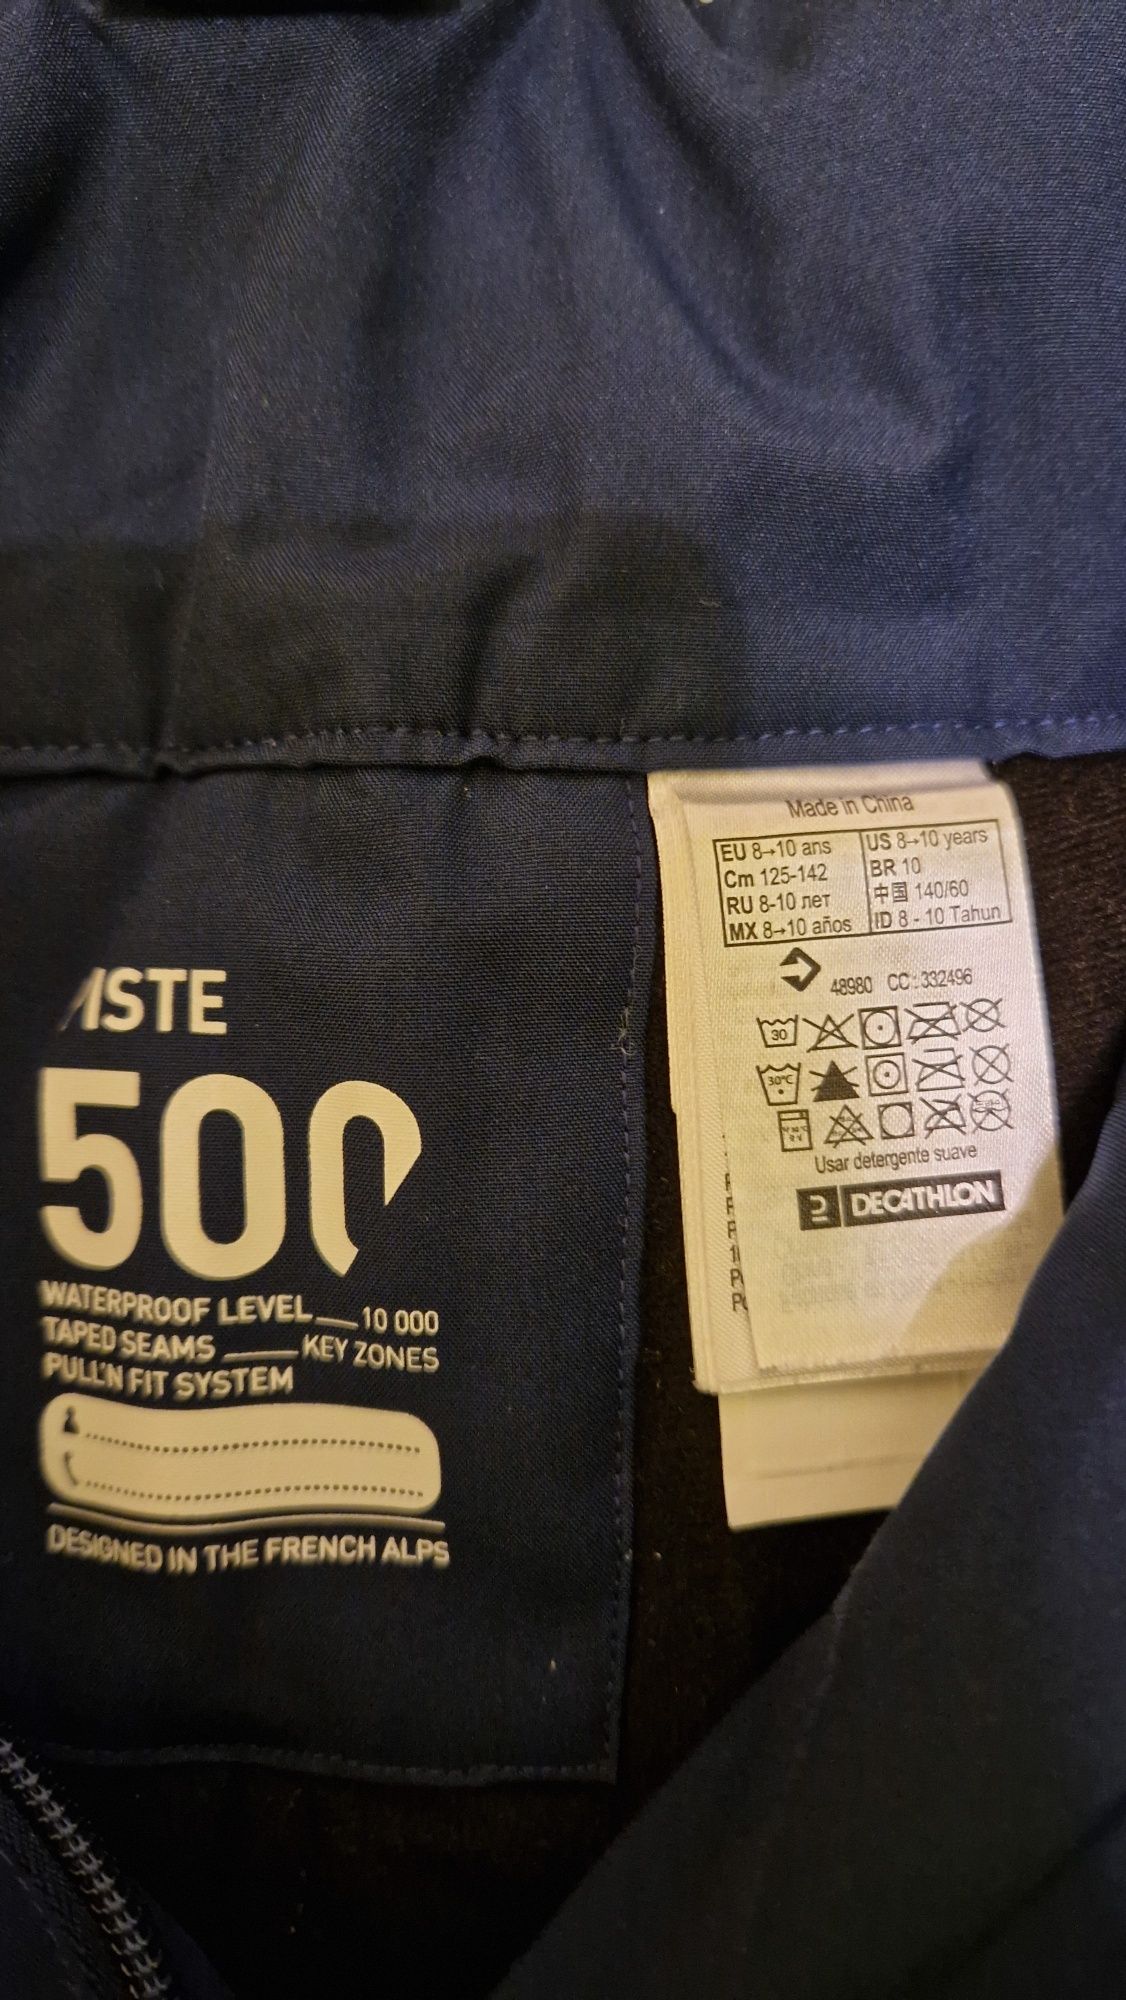 PISTE
500
WATERPROOF LEVEL 10 000
TAPED SEAMS KEY ZONES
PULL'N FIT SYSTEM
DESIGNED IN THE FRENCH ALPS
Made in China
EU 8→10 ans US 8→10 years
Cm 125-142 BR 10
RU 8-10 лет 中国 140/60
MX 8→10 años ID 8 - 10 Tahun
48980 CC : 332496
30
30°C
Usar detergente suave
DECATHLON